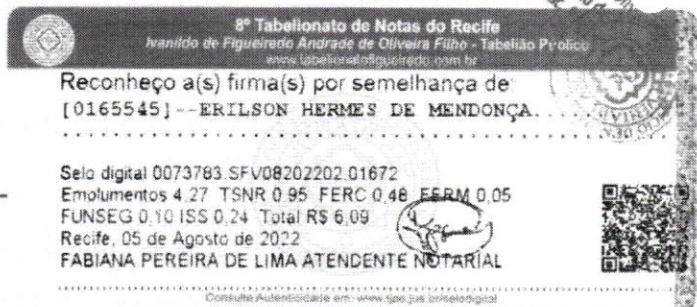 8º Tabelionato de Notas do Recife
Ivanildo de Figueiredo Andrade de Oliveira Filho - Tabelião Público
www.tabelionatofigueiredo.com.br
Reconheço a(s) firma(s) por semelhança de:
[0165545]--ERILSON HERMES DE MENDONÇA....
Selo digital 0073783.SFV08202202.01672
Emolumentos 4,27 TSNR 0,95 FERC 0,48 FERM 0,05
FUNSEG 0,10 ISS 0,24 Total R$ 6,09
Recife, 05 de Agosto de 2022
FABIANA PEREIRA DE LIMA ATENDENTE NOTARIAL
Consulte Autenticidade em: www.tjpe.jus.br/selodigital